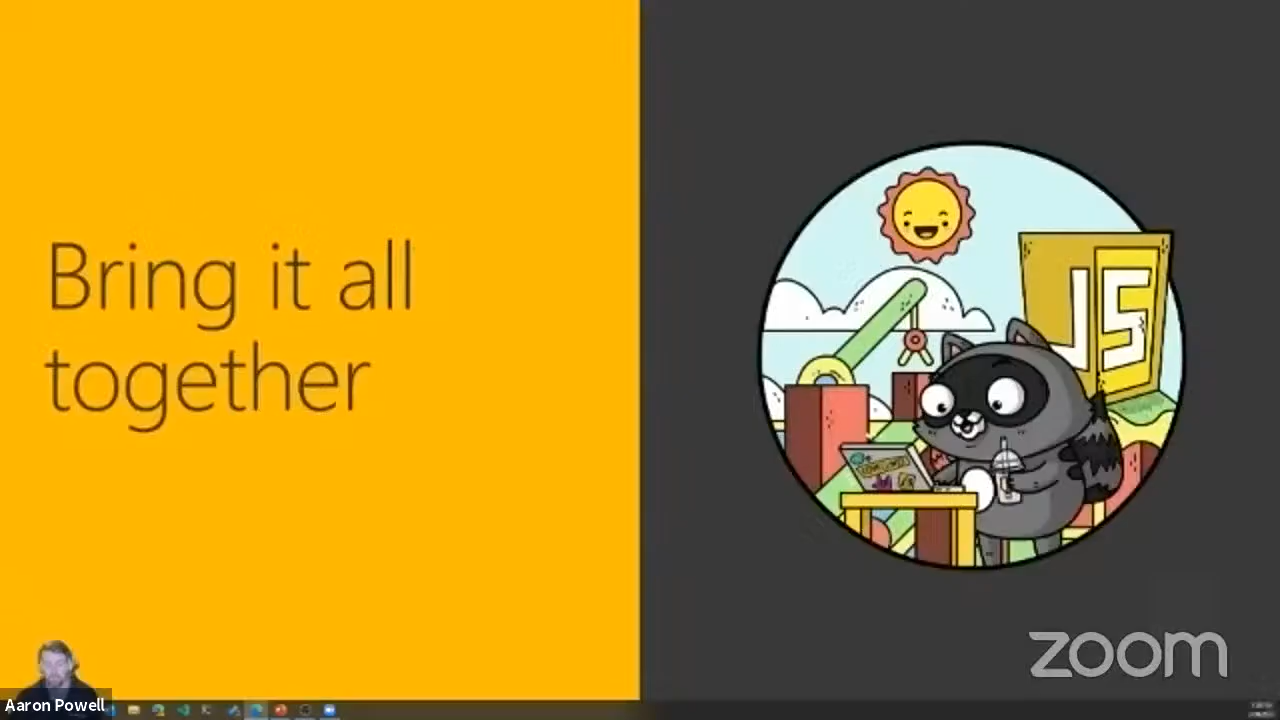 Bring it all
together
JS
zoom
Aaron Powell